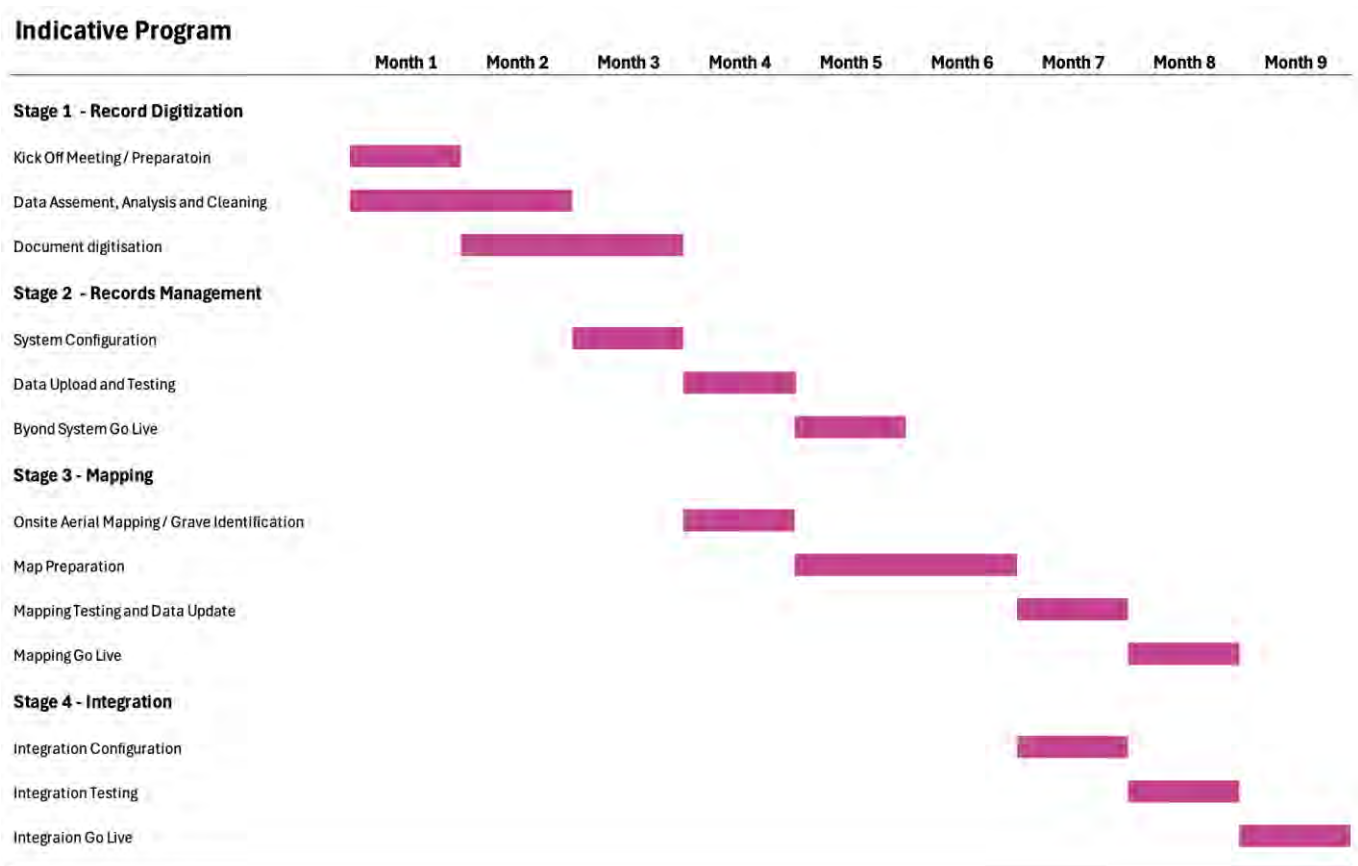 Indicative Program
Month 1 Month 2 Month 3 Month 4 Month 5 Month 6 Month 7 Month 8 Month 9
Stage 1 - Record Digitization
Kick Off Meeting / Preparatoin
Data Assement, Analysis and Cleaning
Document digitisation
Stage 2 - Records Management
System Configuration
Data Upload and Testing
Byond System Go Live
Stage 3 - Mapping
Onsite Aerial Mapping / Grave Identification
Map Preparation
Mapping Testing and Data Update
Mapping Go Live
Stage 4 - Integration
Integration Configuration
Integration Testing
Integraion Go Live